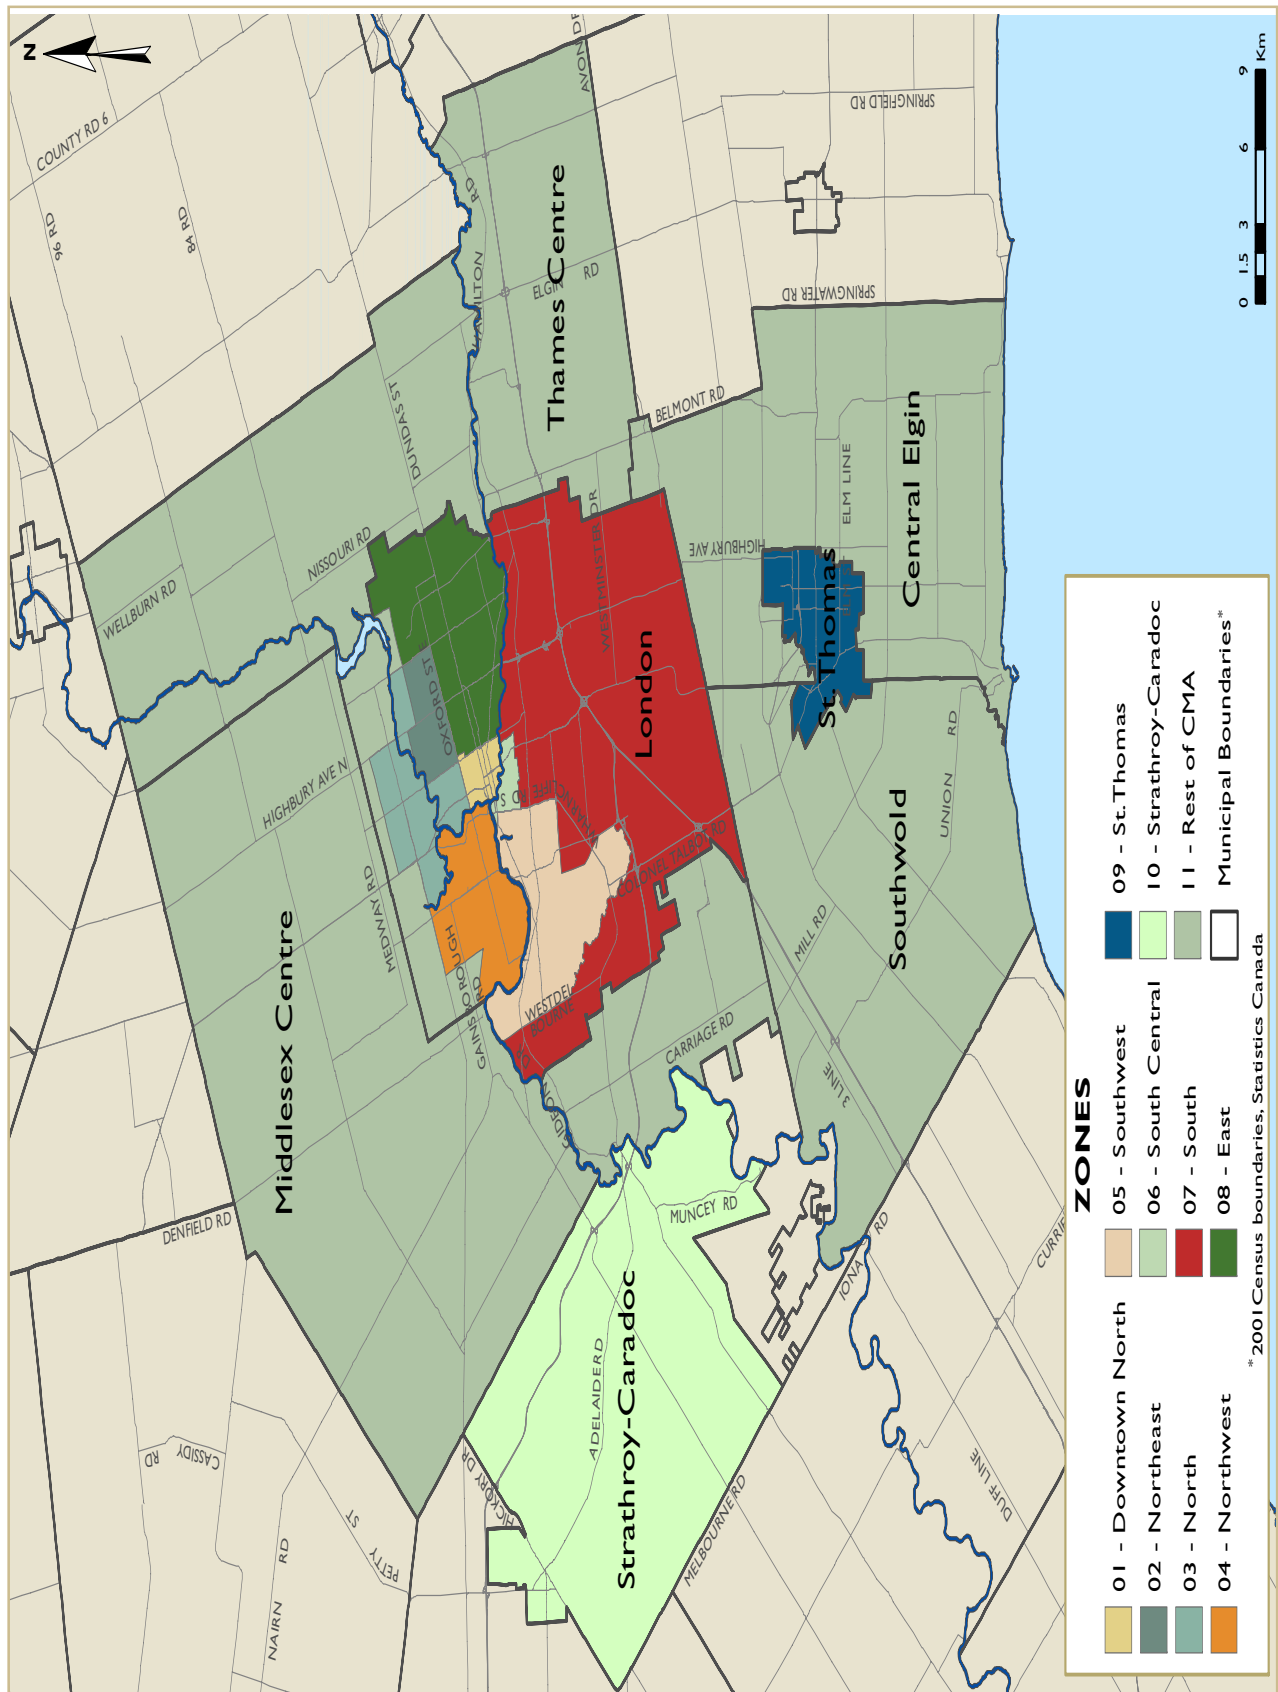 N
COUNTY RD 6
96 RD
84 RD
AVON DR
SPRINGFIELD RD
HAMILTON RD
Thames Centre
ELGIN RD
SPRINGWATER RD
DUNDAS ST
BELMONT RD
NISSOURI RD
WELLBURN RD
WESTMINSTER DR
HIGHBURY AVE
ELM LINE
Central Elgin
St. Thomas
London
OXFORD ST E
HIGHBURY AVE N
WHARNCLIFFE RD S
COLONEL TALBOT RD
UNION RD
Southwold
MILL RD
MEDWAY RD
GAINSBOROUGH RD
Middlesex Centre
WESTDEL BOURNE
GIDEON DR
CARRIAGE RD
3 LINE
DENFIELD RD
MUNCEY RD
IONA RD
CURRIE
Strathroy-Caradoc
ADELAIDE RD
HICKORY DR
MELBOURNE RD
DUFF LINE
CASSIDY RD
PETTY ST
NAIRN RD
0 1.5 3 6 9 Km
ZONES
01 - Downtown North
02 - Northeast
03 - North
04 - Northwest
05 - Southwest
06 - South Central
07 - South
08 - East
09 - St. Thomas
10 - Strathroy-Caradoc
11 - Rest of CMA
Municipal Boundaries*
* 2001 Census boundaries, Statistics Canada